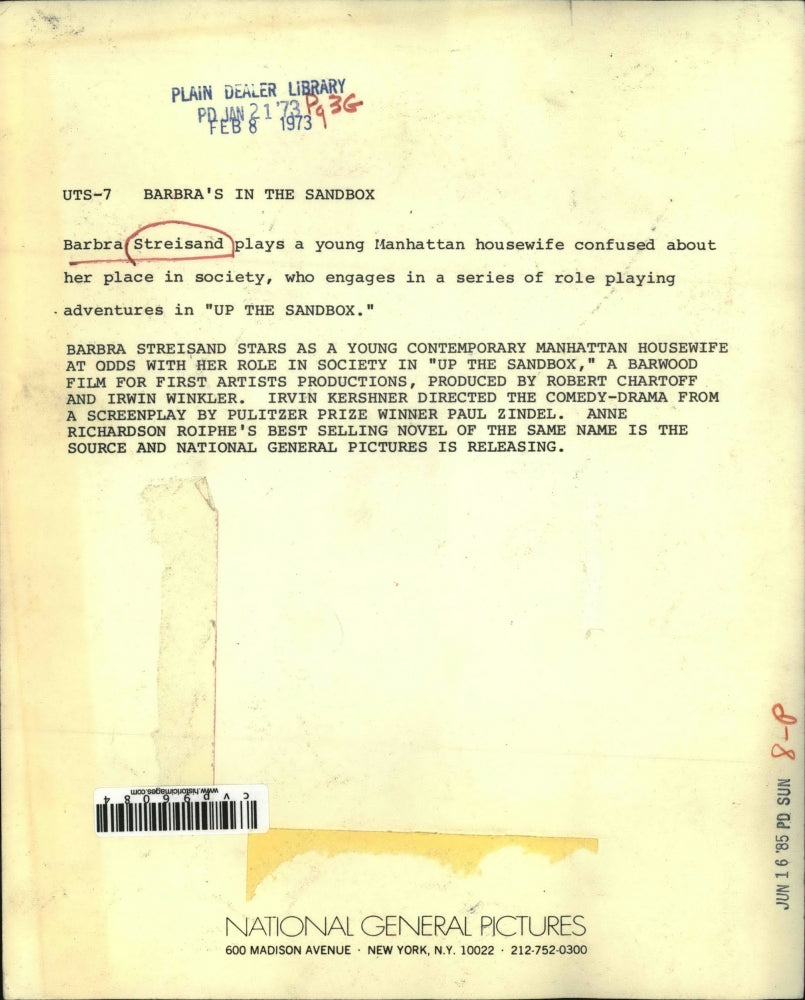 PLAIN DEALER LIBRARY
PD JAN 21 '73 Pg 3G
FEB 8 1973
UTS-7 BARBRA'S IN THE SANDBOX
Barbra Streisand plays a young Manhattan housewife confused about
her place in society, who engages in a series of role playing
adventures in "UP THE SANDBOX."
BARBRA STREISAND STARS AS A YOUNG CONTEMPORARY MANHATTAN HOUSEWIFE
AT ODDS WITH HER ROLE IN SOCIETY IN "UP THE SANDBOX," A BARWOOD
FILM FOR FIRST ARTISTS PRODUCTIONS, PRODUCED BY ROBERT CHARTOFF
AND IRWIN WINKLER. IRVIN KERSHNER DIRECTED THE COMEDY-DRAMA FROM
A SCREENPLAY BY PULITZER PRIZE WINNER PAUL ZINDEL. ANNE
RICHARDSON ROIPHE'S BEST SELLING NOVEL OF THE SAME NAME IS THE
SOURCE AND NATIONAL GENERAL PICTURES IS RELEASING.
8-P
JUN 16 '85 PD SUN
www.historicimages.com
cvp96084
NATIONAL GENERAL PICTURES
600 MADISON AVENUE · NEW YORK, N.Y. 10022 · 212-752-0300